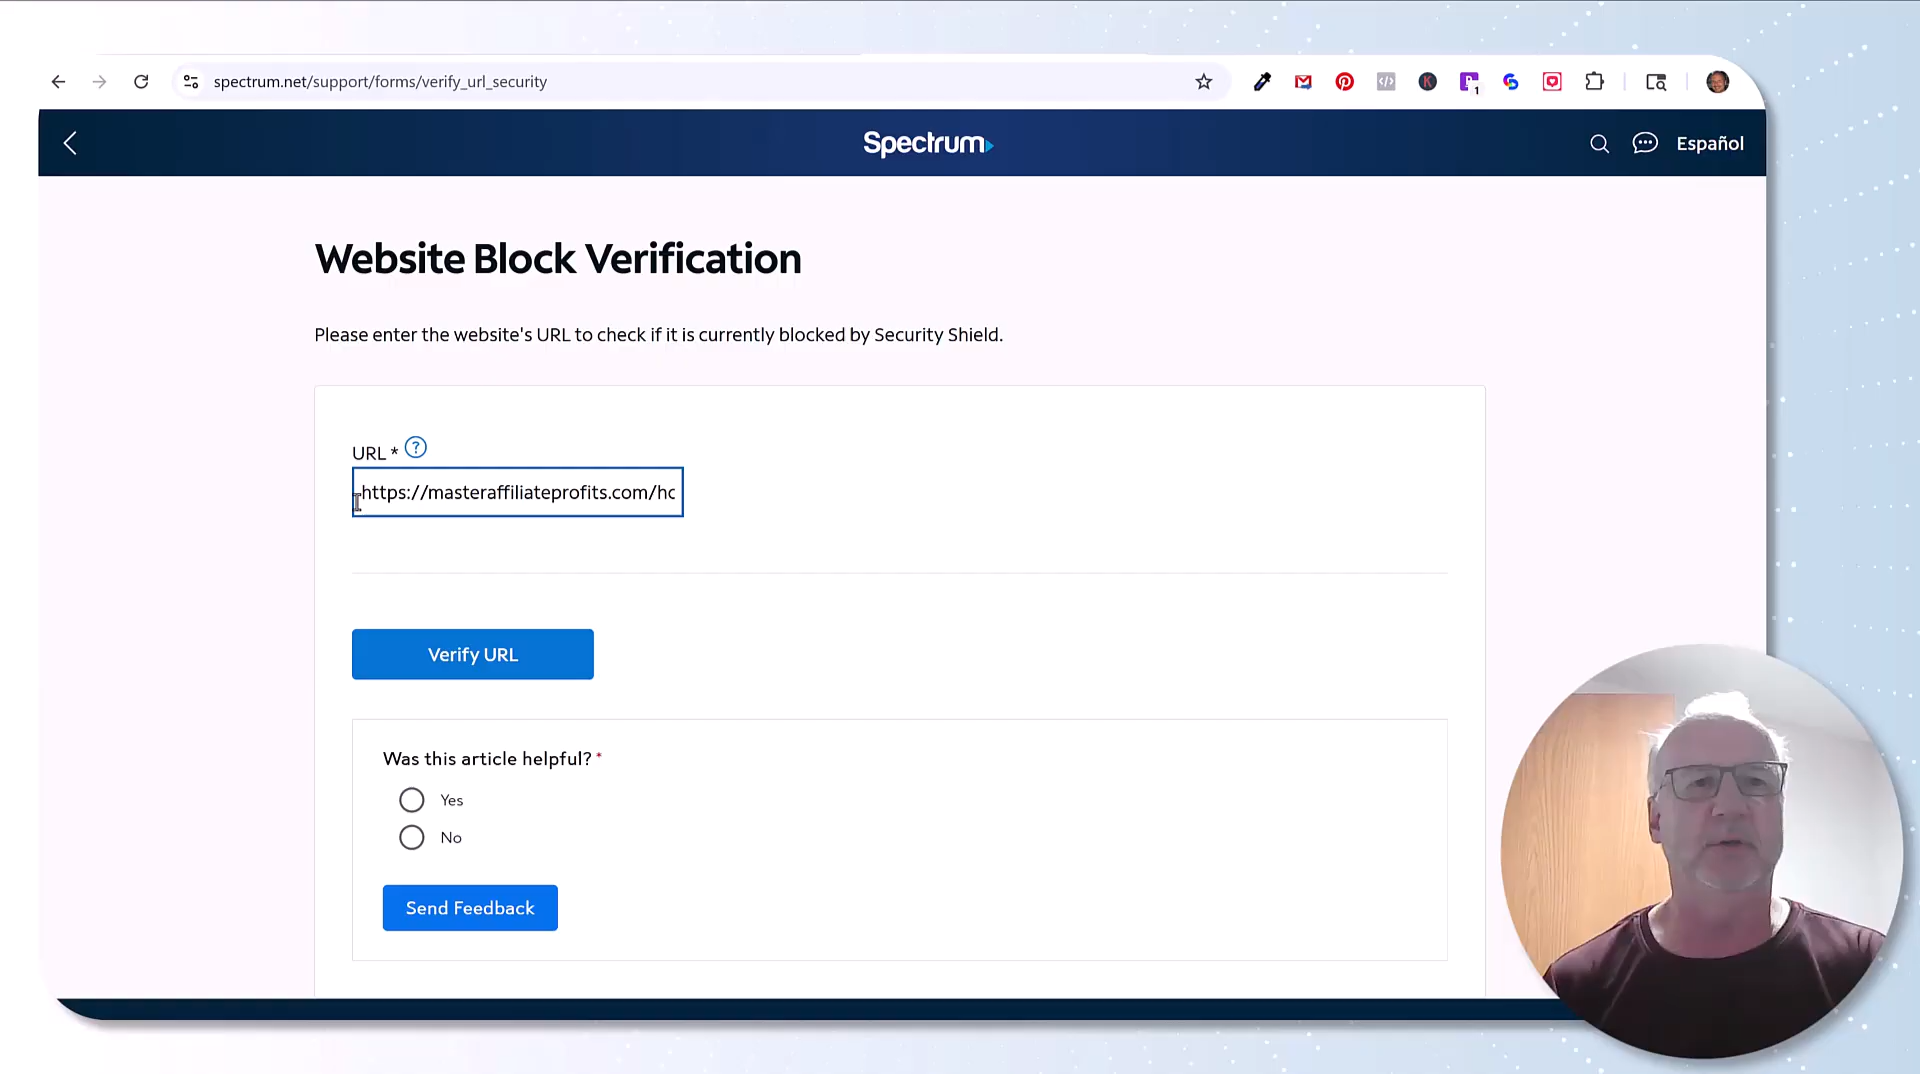 spectrum.net/support/forms/verify_url_security
1
Spectrum
Español
Website Block Verification
Please enter the website's URL to check if it is currently blocked by Security Shield.
URL * ?
https://masteraffiliateprofits.com/hc
Verify URL
Was this article helpful? *
Yes
No
Send Feedback